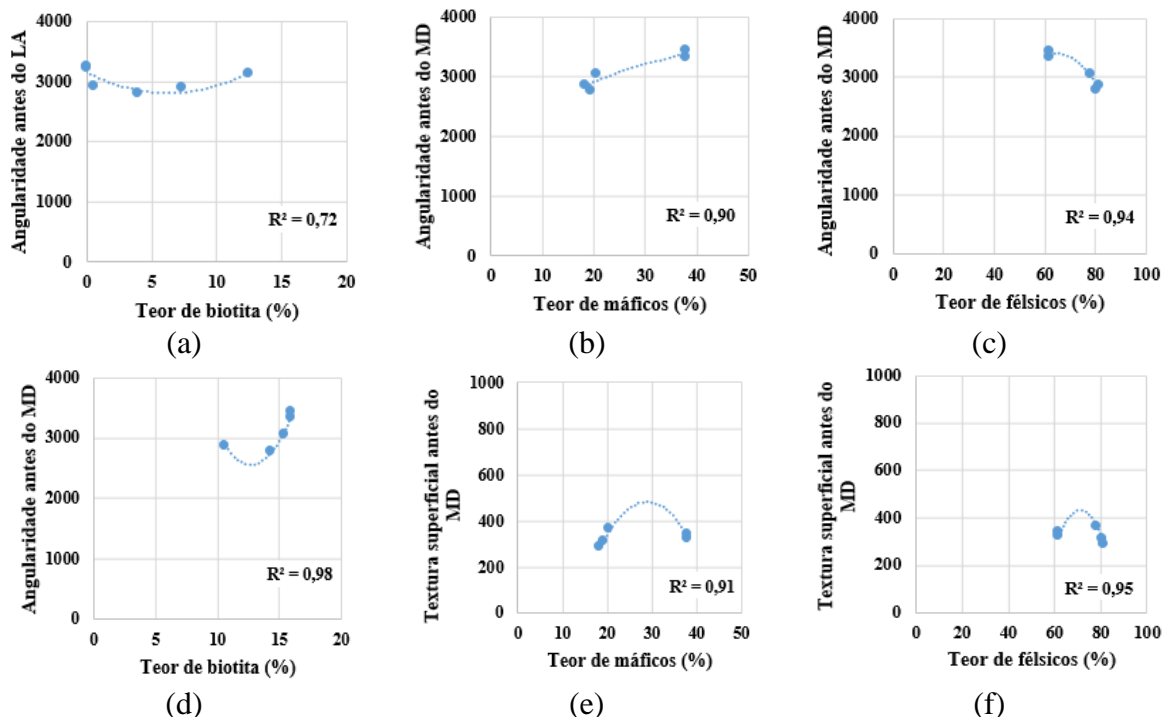 4000
3000
2000
1000
0
Angularidade antes do LA
0 5 10 15 20
Teor de biotita (%)
R² = 0,72
(a)
4000
3000
2000
1000
0
Angularidade antes do MD
0 10 20 30 40 50
Teor de máficos (%)
R² = 0,90
(b)
4000
3000
2000
1000
0
Angularidade antes do MD
0 20 40 60 80 100
Teor de félsicos (%)
R² = 0,94
(c)
4000
3000
2000
1000
0
Angularidade antes do MD
0 5 10 15 20
Teor de biotita (%)
R² = 0,98
(d)
1000
800
600
400
200
0
Textura superficial antes do
MD
0 10 20 30 40 50
Teor de máficos (%)
R² = 0,91
(e)
1000
800
600
400
200
0
Textura superficial antes do
MD
0 20 40 60 80 100
Teor de félsicos (%)
R² = 0,95
(f)